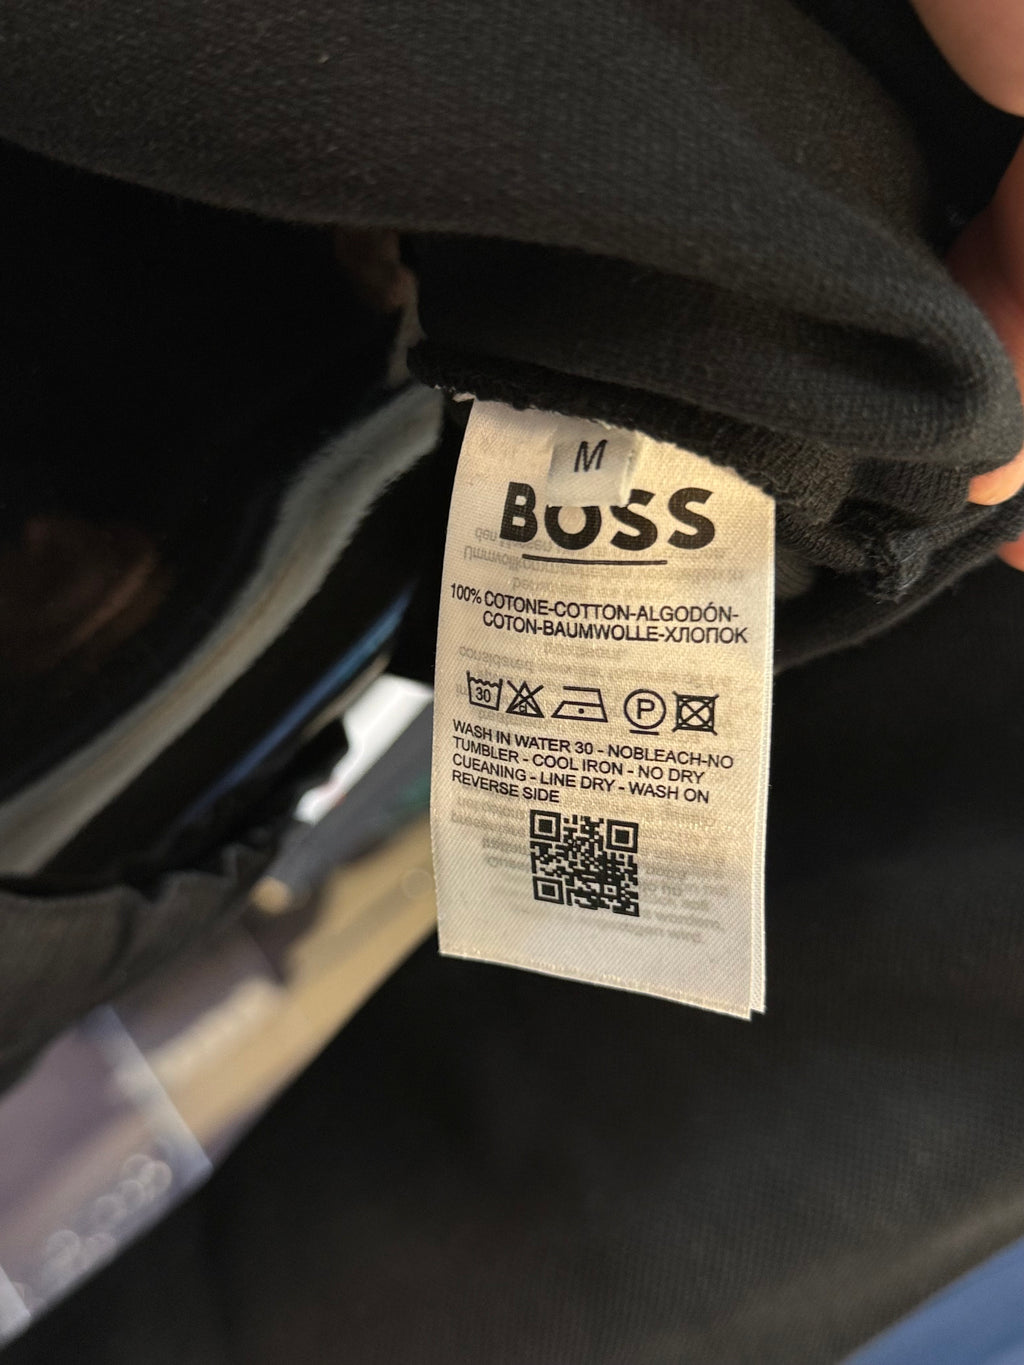 M
BOSS
100% COTONE-COTTON-ALGODÓN-
COTON-BAUMWOLLE-ХЛОПОК
30
P
WASH IN WATER 30 - NOBLEACH-NO
TUMBLER - COOL IRON - NO DRY
CUEANING - LINE DRY - WASH ON
REVERSE SIDE